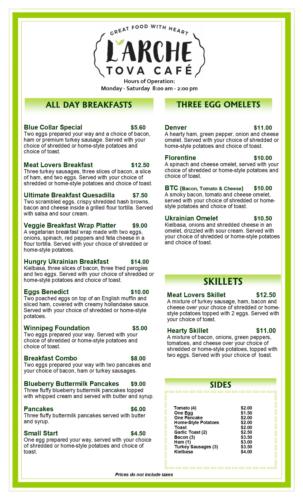 GREAT FOOD WITH HEART
L'ARCHE
TOVA CAFÉ
Hours of Operation:
Monday - Saturday 8:00 am - 2:00 pm
ALL DAY BREAKFASTS
Blue Collar Special $5.60
Two eggs prepared your way and a choice of bacon,
ham or premium turkey sausage. Served with your
choice of shredded or home-style potatoes and
choice of toast.
Meat Lovers Breakfast $12.50
Three turkey sausages, three slices of bacon, a slice
of ham, and two eggs. Served with your choice of
shredded or home-style potatoes and choice of toast.
Ultimate Breakfast Quesadilla $7.50
Two scrambled eggs, crispy shredded hash browns,
bacon and cheese inside a grilled flour tortilla. Served
with salsa and sour cream.
Veggie Breakfast Wrap Platter $9.00
A vegetarian breakfast wrap made with two eggs,
onions, spinach, red peppers and feta cheese in a
flour tortilla. Served with your choice of shredded or
home-style potatoes.
Hungry Ukrainian Breakfast $14.00
Kielbasa, three slices of bacon, three fried perogies
and two eggs. Served with your choice of shredded or
home-style potatoes and choice of toast.
Eggs Benedict $10.00
Two poached eggs on top of an English muffin and
sliced ham, covered with creamy hollandaise sauce.
Served with your choice of shredded or home-style
potatoes.
Winnipeg Foundation $5.00
Two eggs prepared your way. Served with your
choice of shredded or home-style potatoes and
choice of toast.
Breakfast Combo $8.00
Two eggs prepared your way with two pancakes and
your choice of bacon, ham or turkey sausages.
Blueberry Buttermilk Pancakes $9.00
Three fluffy blueberry buttermilk pancakes topped
with whipped cream and served with butter and syrup.
Pancakes $6.00
Three fluffy buttermilk pancakes served with butter
and syrup.
Small Start $4.50
One egg prepared your way, served with your choice
of shredded or home-style potatoes and choice of
toast.
THREE EGG OMELETS
Denver $11.00
A hearty ham, green pepper, onion and cheese
omelet. Served with your choice of shredded or
home-style potatoes and choice of toast.
Florentine $10.00
A spinach and cheese omelet, served with your
choice of shredded or home-style potatoes and
choice of toast.
BTC (Bacon, Tomato & Cheese) $10.00
A smoky bacon, tomato and cheese omelet,
served with your choice of shredded or
home-style potatoes and choice of toast.
Ukrainian Omelet $10.50
Kielbasa, onions and shredded cheese in an
omelet, drizzled with sour cream. Served with
your choice of shredded or home-style potatoes
and choice of toast.
SKILLETS
Meat Lovers Skillet $12.50
A mixture of turkey sausage, ham, bacon and
cheese over your choice of shredded or home-
style potatoes topped with 2 eggs. Served with
your choice of toast.
Hearty Skillet $11.00
A mixture of bacon, onions, green peppers,
tomatoes, and cheese over your choice of
shredded or home-style potatoes, topped with
two eggs. Served with your choice of toast.
SIDES
Tomato (4) $2.00
One Egg $1.50
One Pancake $2.00
Home-Style Potatoes $2.00
Toast $2.00
Garlic Toast (2) $2.50
Bacon (3) $3.50
Ham (1) $3.00
Turkey Sausages (3) $3.50
Kielbasa $4.00
Prices do not include taxes